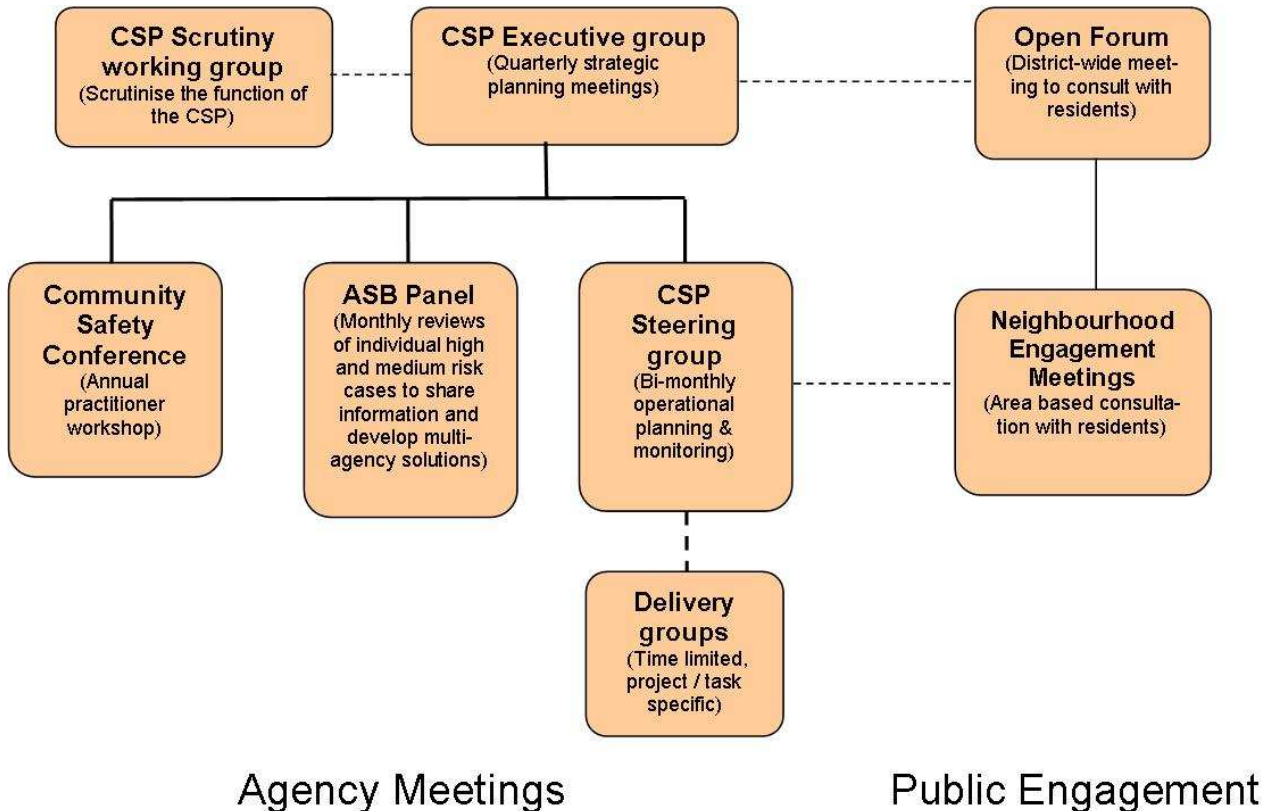 CSP Scrutiny
working group
(Scrutinise the function of
the CSP)
CSP Executive group
(Quarterly strategic
planning meetings)
Open Forum
(District-wide meet-
ing to consult with
residents)
Community
Safety
Conference
(Annual
practitioner
workshop)
ASB Panel
(Monthly reviews
of individual high
and medium risk
cases to share
information and
develop multi-
agency solutions)
CSP
Steering
group
(Bi-monthly
operational
planning &
monitoring)
Neighbourhood
Engagement
Meetings
(Area based consulta-
tion with residents)
Delivery
groups
(Time limited,
project / task
specific)
Agency Meetings
Public Engagement